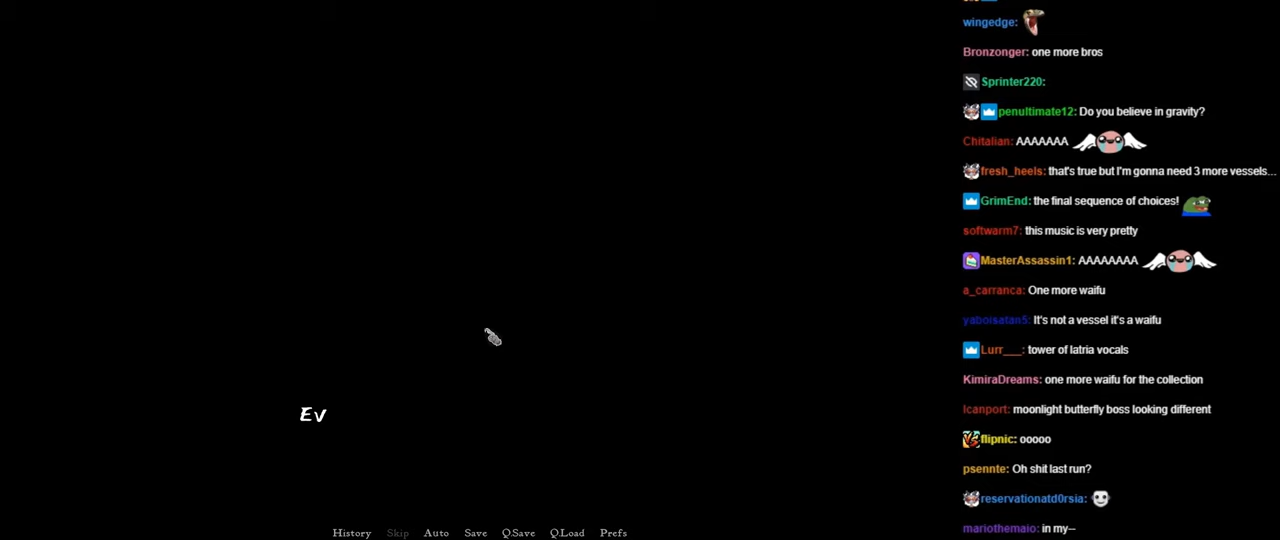 wingedge:
Bronzonger: one more bros
Sprinter220:
penultimate12: Do you believe in gravity?
Chitalian: AAAAAAA
fresh_heels: that's true but I'm gonna need 3 more vessels...
GrimEnd: the final sequence of choices!
softwarm7: this music is very pretty
MasterAssassin1: AAAAAAAA
a_carranca: One more waifu
yaboisatan5: It's not a vessel it's a waifu
Lurr___: tower of latria vocals
KimiraDreams: one more waifu for the collection
lcanport: moonlight butterfly boss looking different
Ev
flipnic: ooooo
psennte: Oh shit last run?
reservationatd0rsia:
mariothemaio: in my--
History Skip Auto Save Q.Save Q.Load Prefs